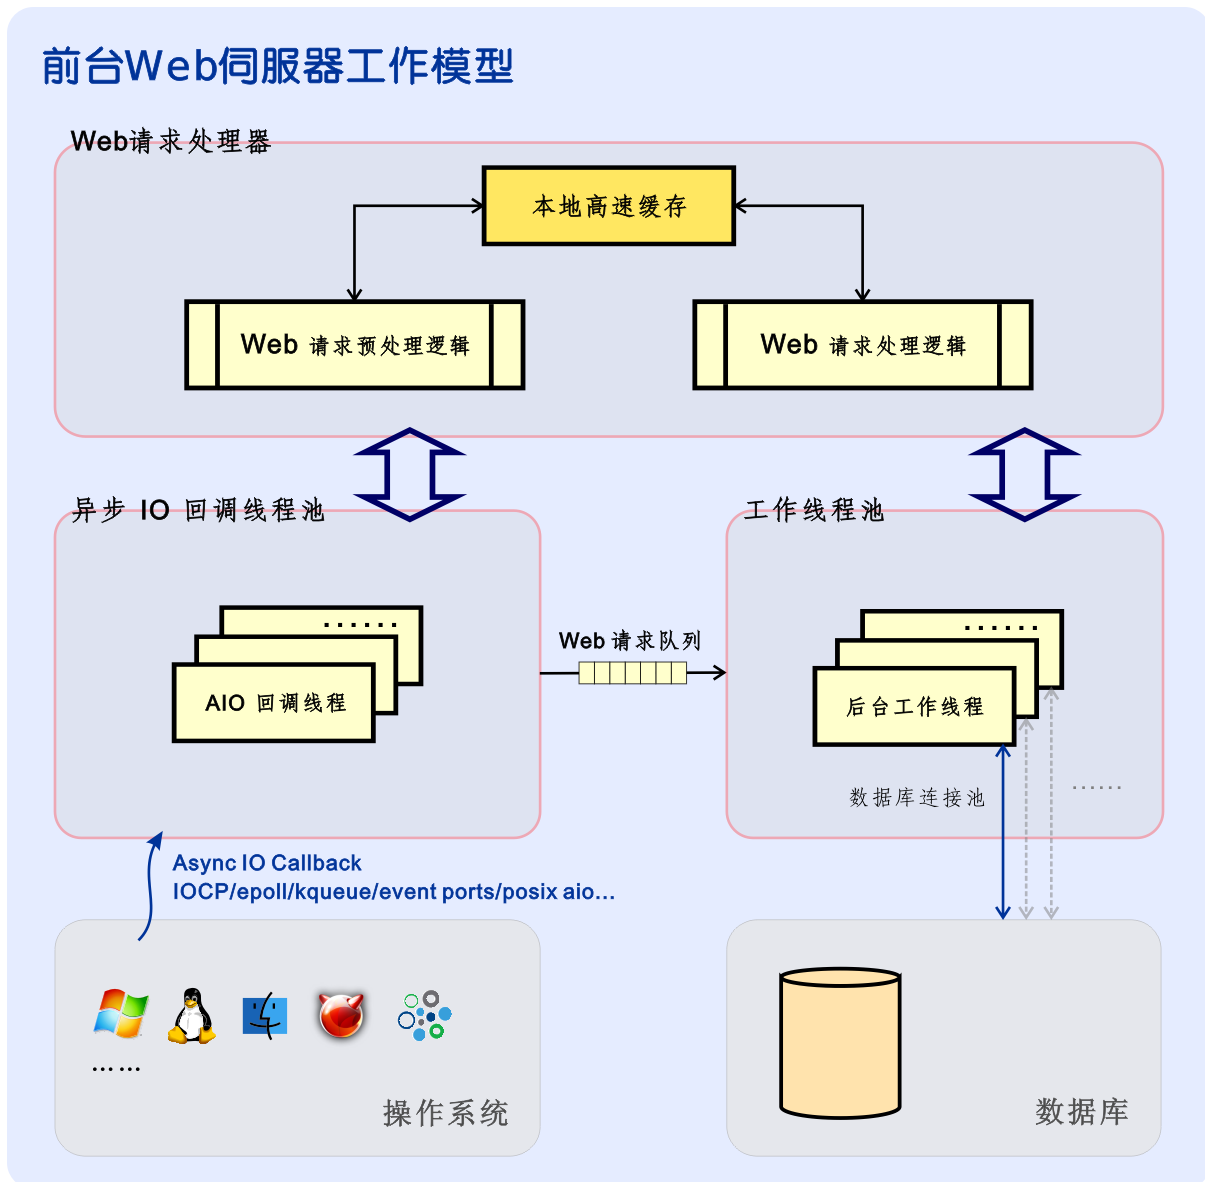 前台Web伺服器工作模型
Web请求处理器
本地高速缓存
Web 请求预处理逻辑
Web 请求处理逻辑
异步 IO 回调线程池
工作线程池
......
......
Web 请求队列
AIO 回调线程
后台工作线程
数据库连接池
......
Async IO Callback
IOCP/epoll/kqueue/event ports/posix aio...
......
操作系统
数据库